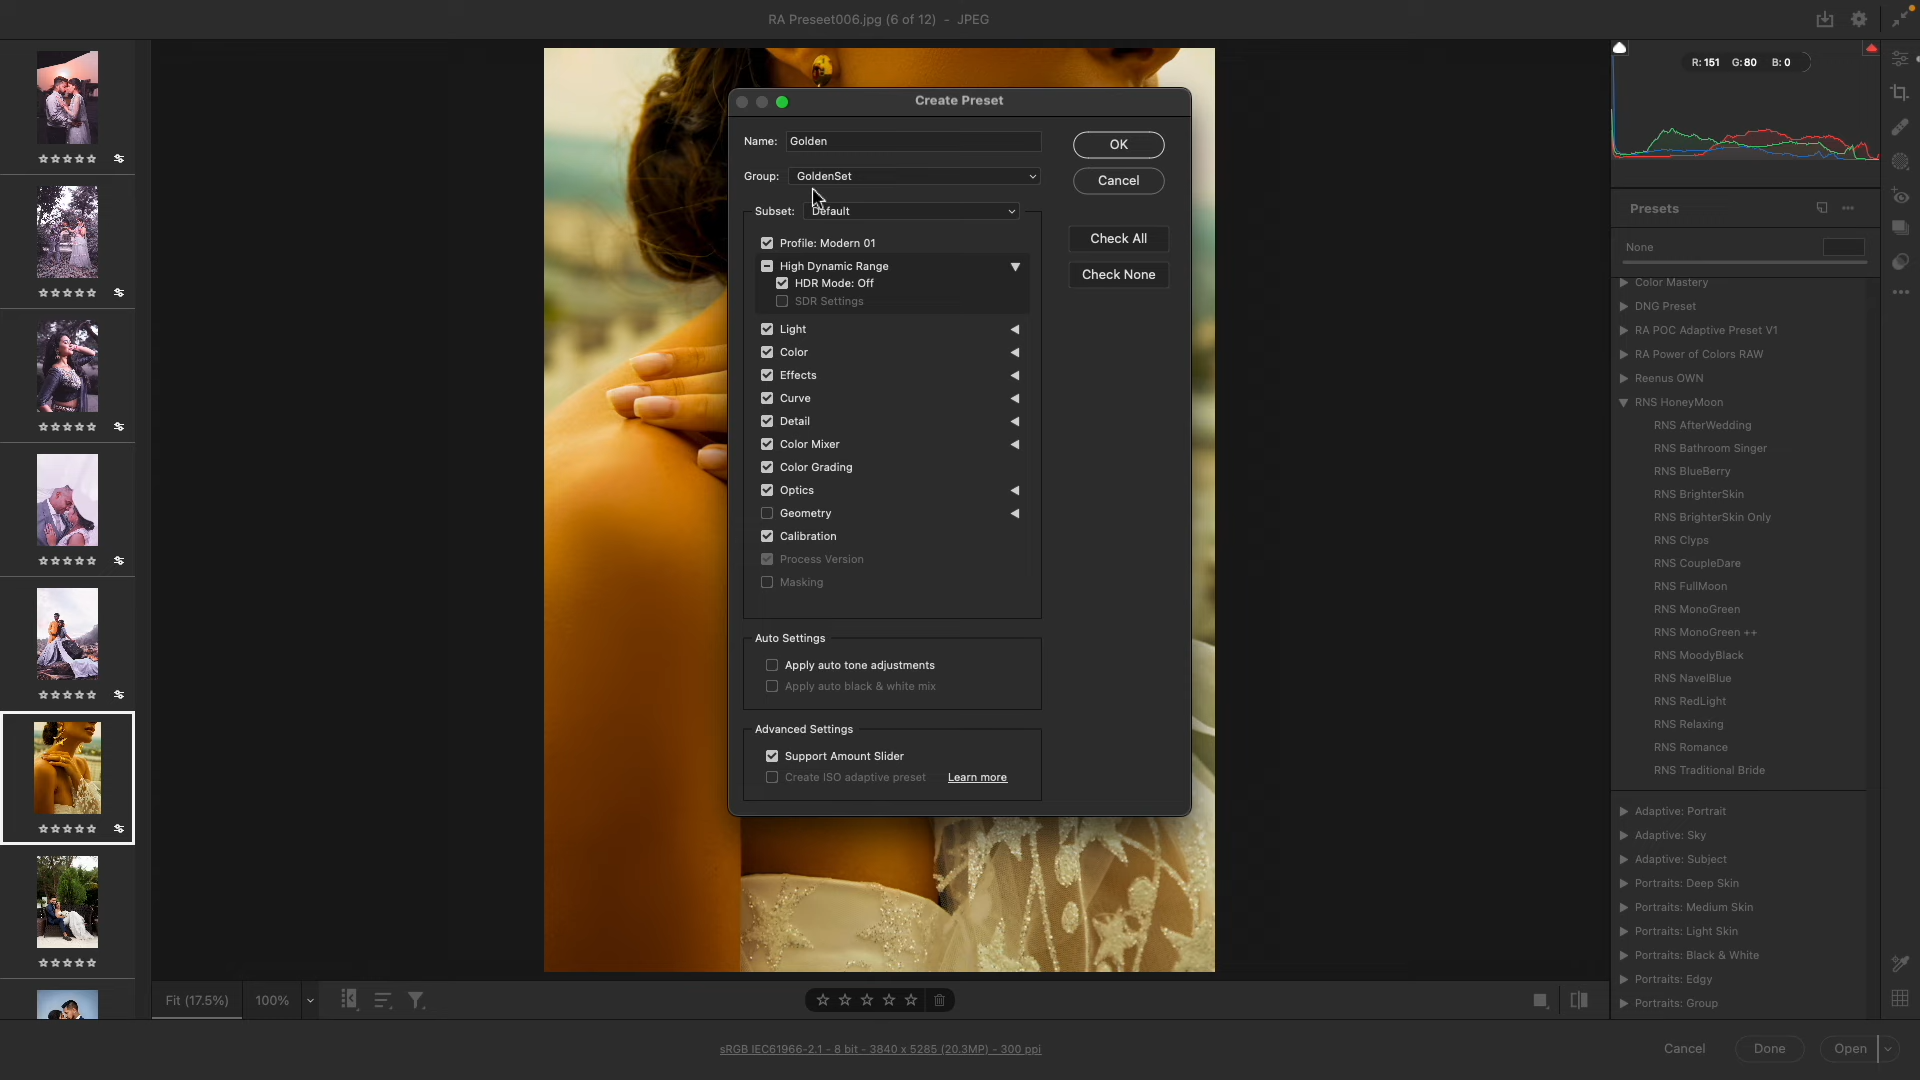 RA Preseet006.jpg (6 of 12) - JPEG
R:151 G:80 B:0
Create Preset
Name: Golden
OK
Group: GoldenSet
Cancel
Subset: Default
Check All
Check None
Profile: Modern 01
High Dynamic Range
HDR Mode: Off
SDR Settings
Light
Color
Effects
Curve
Detail
Color Mixer
Color Grading
Optics
Geometry
Calibration
Process Version
Masking
Auto Settings
Apply auto tone adjustments
Apply auto black & white mix
Advanced Settings
Support Amount Slider
Create ISO adaptive preset Learn more
Presets
None
Color Mastery
DNG Preset
RA POC Adaptive Preset V1
RA Power of Colors RAW
Reenus OWN
RNS HoneyMoon
RNS AfterWedding
RNS Bathroom Singer
RNS BlueBerry
RNS BrighterSkin
RNS BrighterSkin Only
RNS Clyps
RNS CoupleDare
RNS FullMoon
RNS MonoGreen
RNS MonoGreen ++
RNS MoodyBlack
RNS NavelBlue
RNS RedLight
RNS Relaxing
RNS Romance
RNS Traditional Bride
Adaptive: Portrait
Adaptive: Sky
Adaptive: Subject
Portraits: Deep Skin
Portraits: Medium Skin
Portraits: Light Skin
Portraits: Black & White
Portraits: Edgy
Portraits: Group
Fit (17.5%) 100%
sRGB IEC61966-2.1 - 8 bit - 3840 x 5285 (20.3MP) - 300 ppi
Cancel Done Open